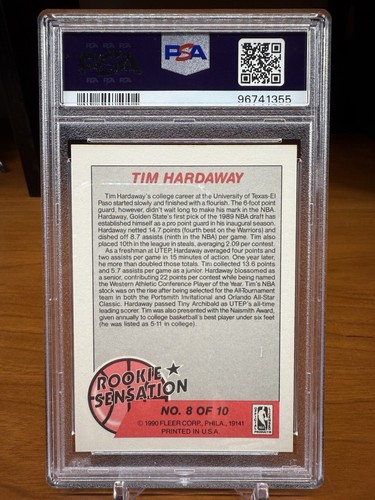 PSA
96741355
TIM HARDAWAY
Tim Hardaway's college career at the University of Texas-El
Paso started slowly and finished with a flourish. The 6-foot point
guard, however, didn't wait long to make his mark in the NBA.
Hardaway, Golden State's first pick of the 1989 NBA draft has
established himself as a pro point guard in his inaugural season.
Hardaway netted 14.7 points (fourth best on the Warriors) and
dished off 8.7 assists (ninth in the NBA) per game. Tim also
placed 10th in the league in steals, averaging 2.09 per contest.
As a freshman at UTEP, Hardaway averaged four points and
two assists per game in 15 minutes of action. One year later,
he more than doubled those totals. Tim collected 13.6 points
and 5.7 assists per game as a junior. Hardaway blossomed as
a senior, contributing 22 points per contest while being named
the Western Athletic Conference Player of the Year. Tim's NBA
stock was on the rise after being selected for the All-Tournament
team in both the Portsmith Invitational and Orlando All-Star
Classic. Hardaway passed Tiny Archibald as UTEP's all-time
leading scorer. Tim was also presented with the Naismith Award,
given annually to college basketball's best player under six feet
(he was listed as 5-11 in college).
ROOKIE
SENSATION
NO. 8 OF 10
© 1990 FLEER CORP., PHILA., 19141
PRINTED IN U.S.A.